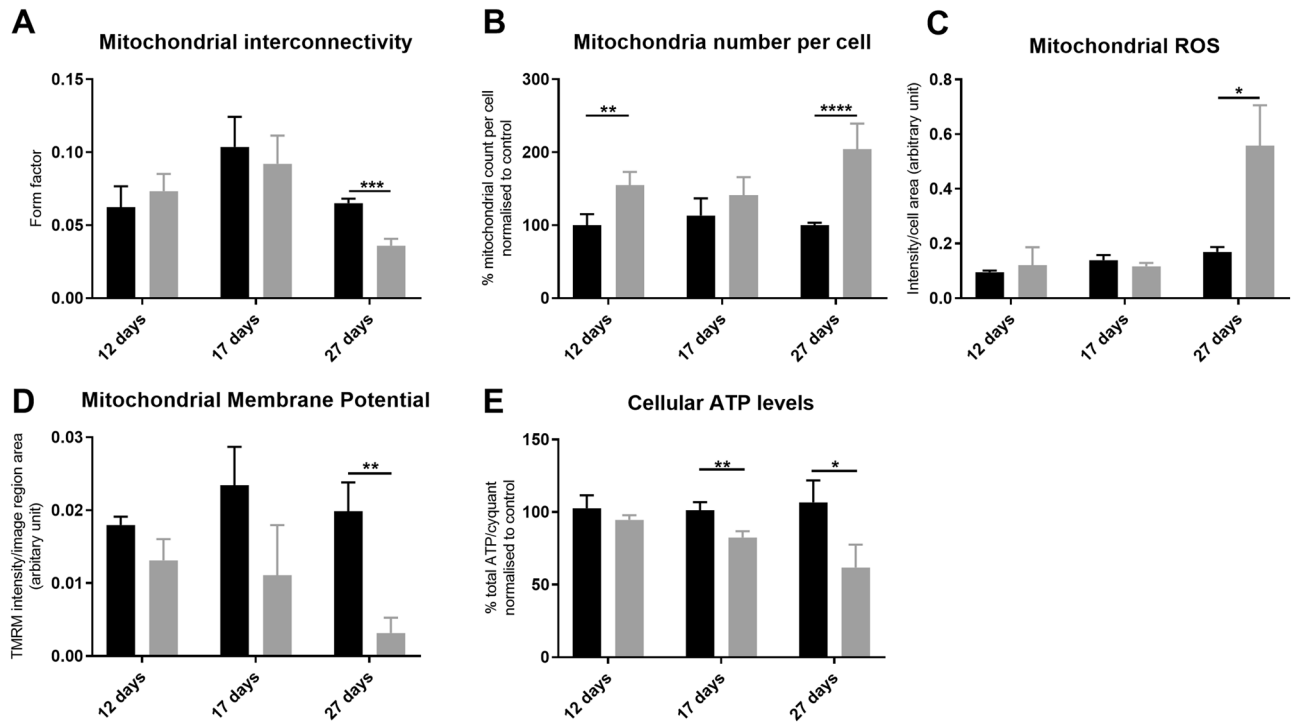 A
Mitochondrial interconnectivity
Form factor
0.15
0.10
0.05
0.00
***
12 days
17 days
27 days
B
Mitochondria number per cell
% mitochondrial count per cell
normalised to control
300
200
150
100
50
0
**
****
12 days
17 days
27 days
C
Mitochondrial ROS
Intensity/cell area (arbitrary unit)
0.8
0.6
0.4
0.2
0.0
*
12 days
17 days
27 days
D
Mitochondrial Membrane Potential
TMRM intensity/image region area
(arbitary unit)
0.03
0.02
0.01
0.00
**
12 days
17 days
27 days
E
Cellular ATP levels
% total ATP/cyquant
normalised to control
150
100
50
0
**
*
12 days
17 days
27 days